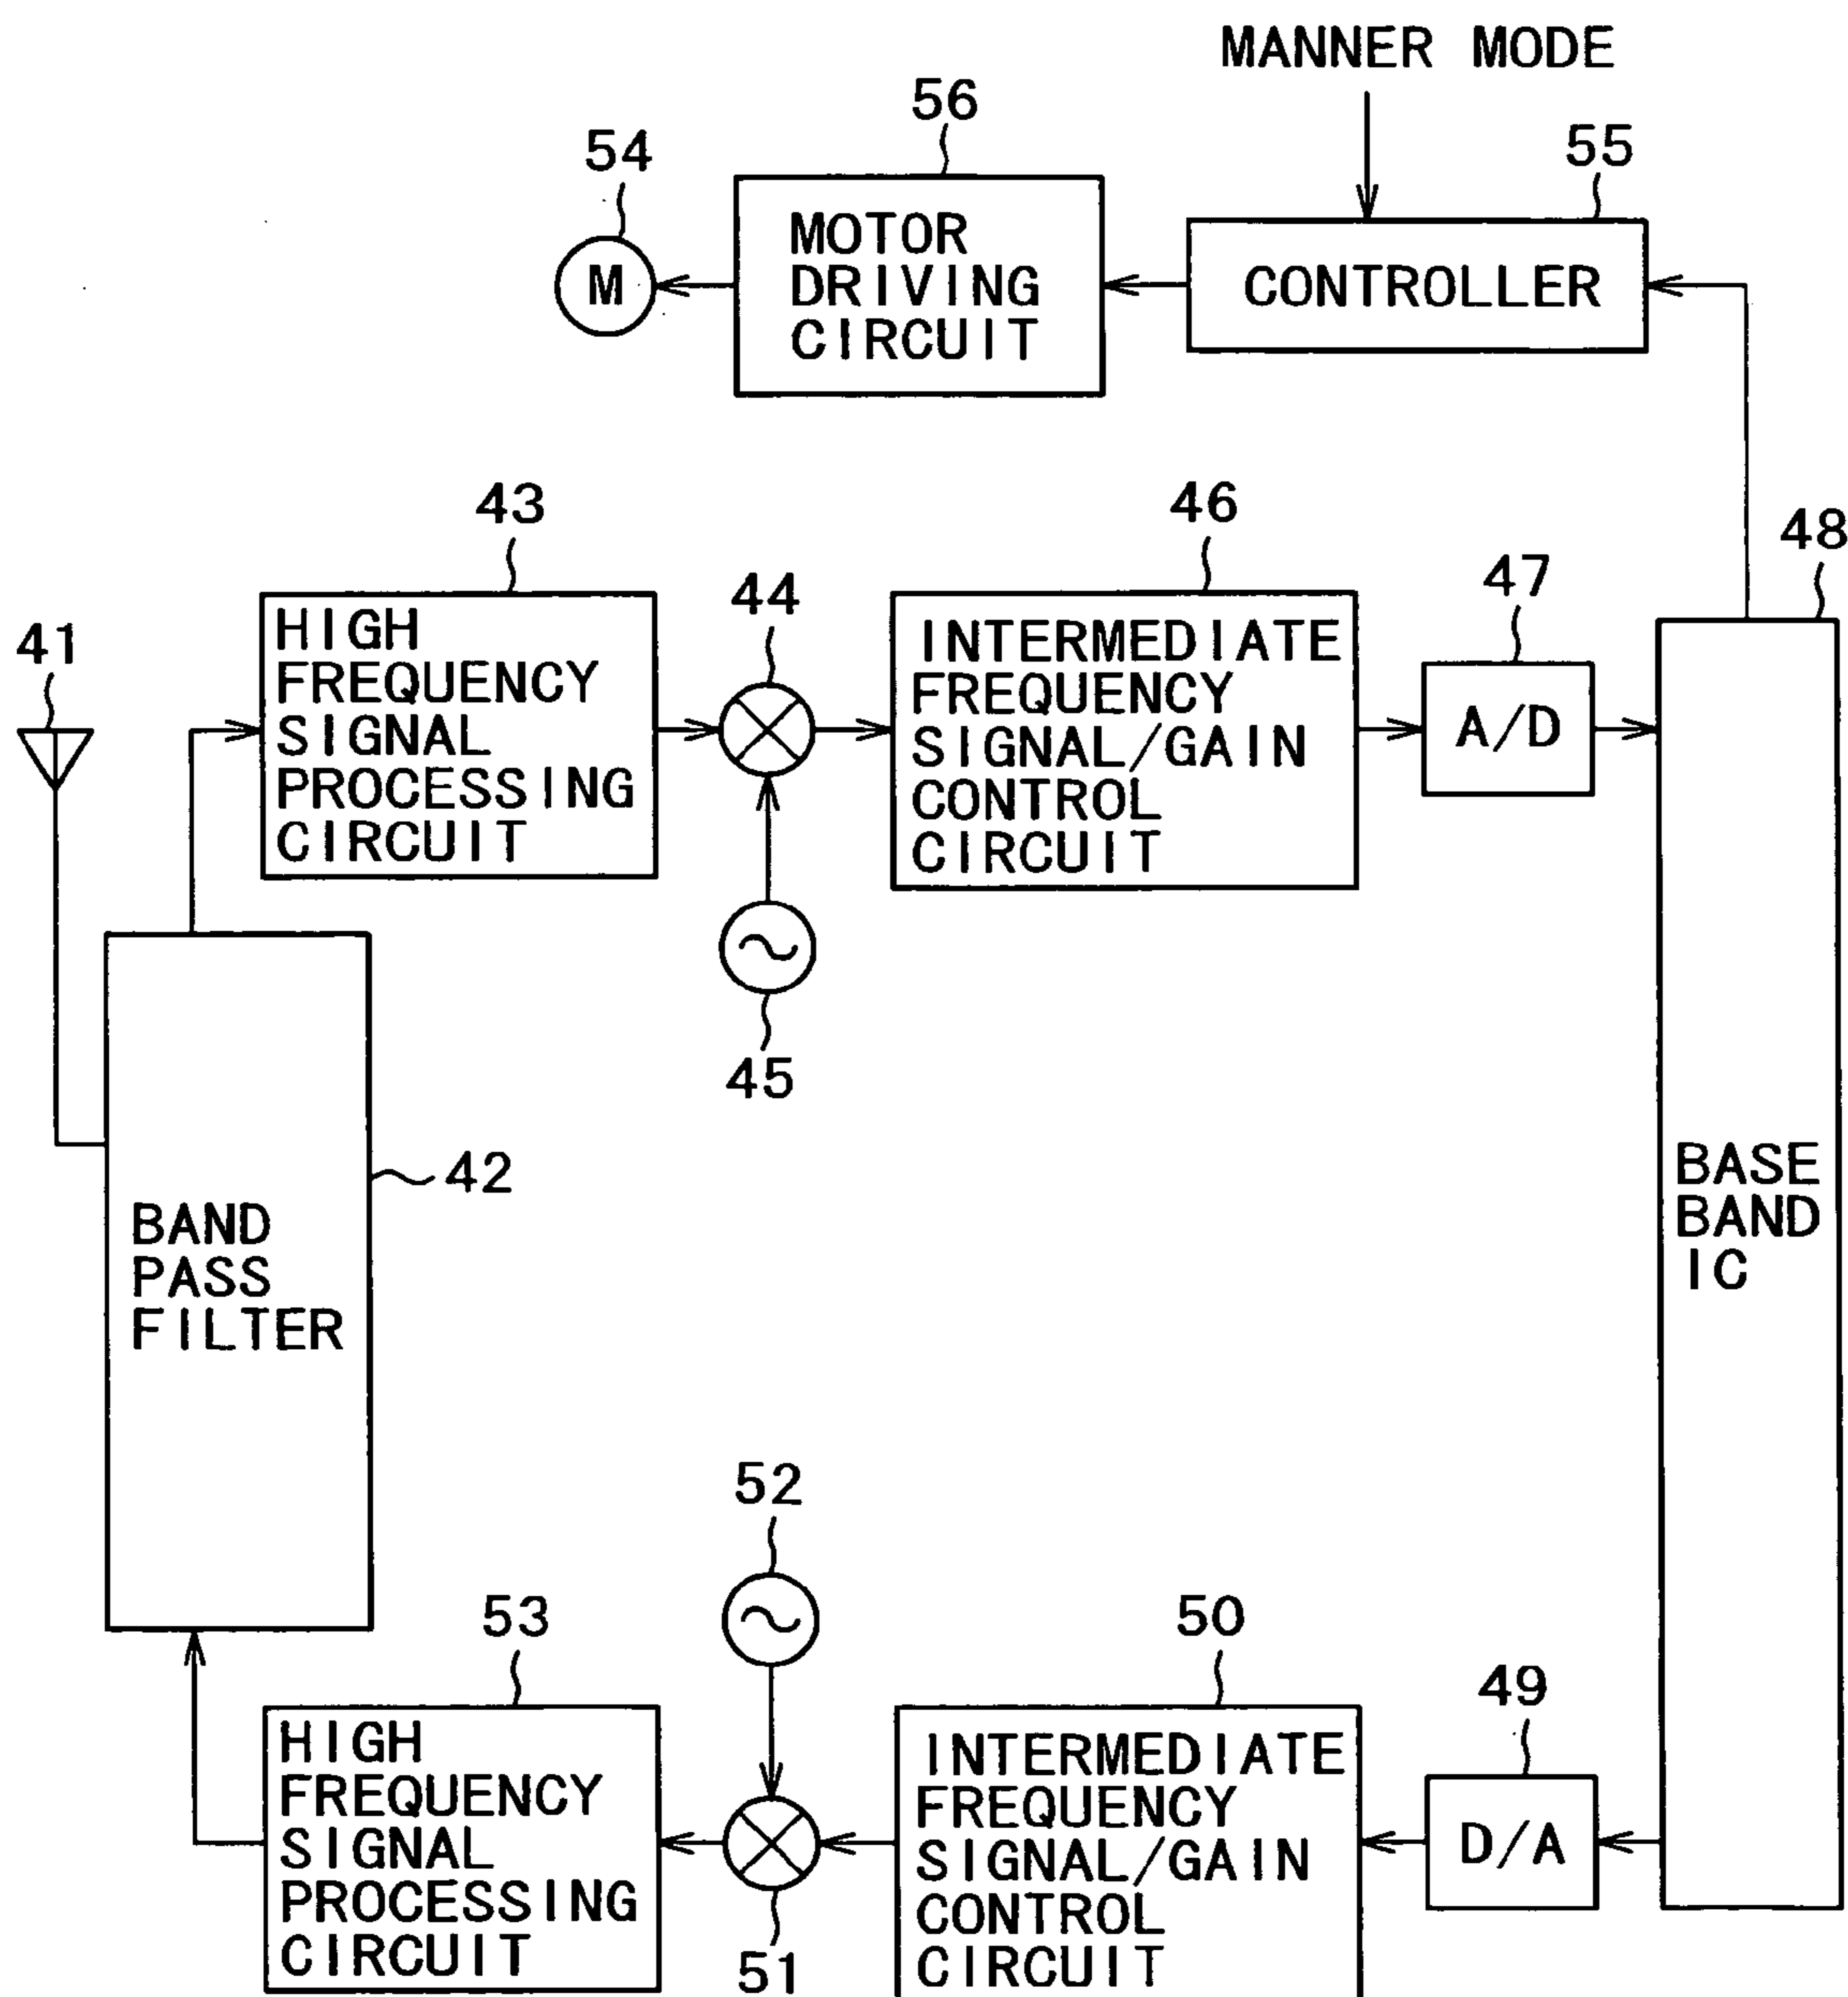 MANNER MODE
56
54
55
MOTOR
DRIVING
CIRCUIT
M
CONTROLLER
43
46
48
47
44
41
HIGH
FREQUENCY
SIGNAL
PROCESSING
CIRCUIT
INTERMEDIATE
FREQUENCY
SIGNAL/GAIN
CONTROL
CIRCUIT
A/D
45
42
BAND
PASS
FILTER
BASE
BAND
IC
52
53
50
49
HIGH
FREQUENCY
SIGNAL
PROCESSING
CIRCUIT
INTERMEDIATE
FREQUENCY
SIGNAL/GAIN
CONTROL
CIRCUIT
D/A
51